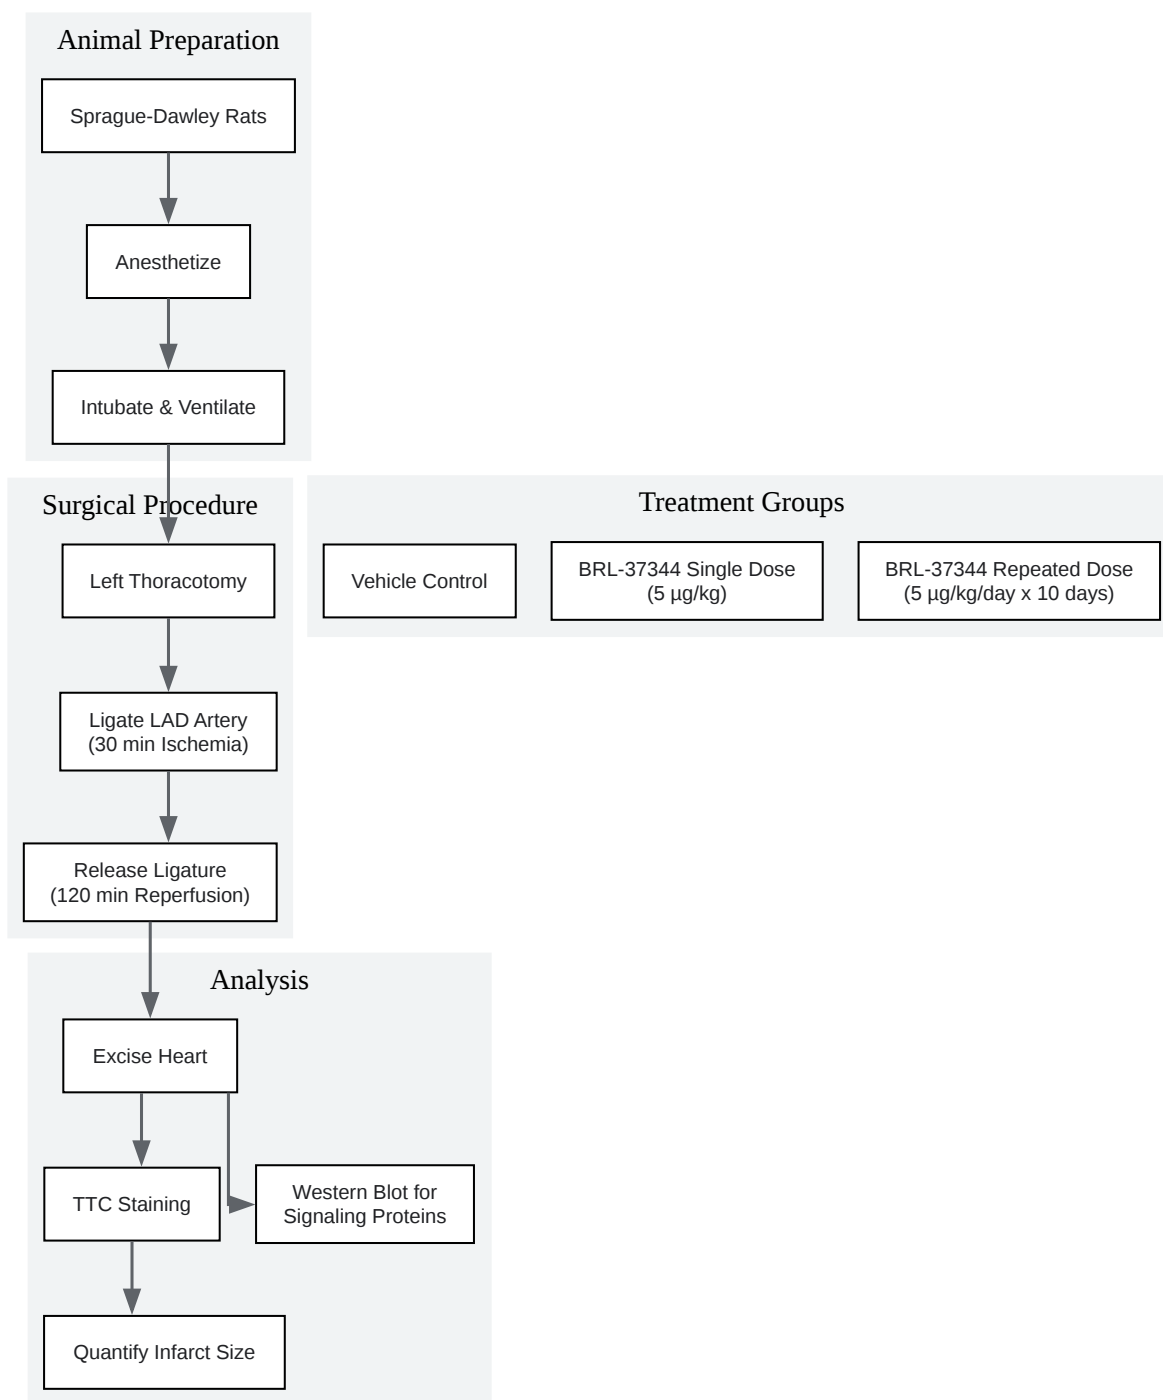 Animal Preparation
Sprague-Dawley Rats
Anesthetize
Intubate & Ventilate
Surgical Procedure
Left Thoracotomy
Ligate LAD Artery
(30 min Ischemia)
Release Ligature
(120 min Reperfusion)
Treatment Groups
Vehicle Control
BRL-37344 Single Dose
(5 µg/kg)
BRL-37344 Repeated Dose
(5 µg/kg/day x 10 days)
Analysis
Excise Heart
TTC Staining
Western Blot for
Signaling Proteins
Quantify Infarct Size